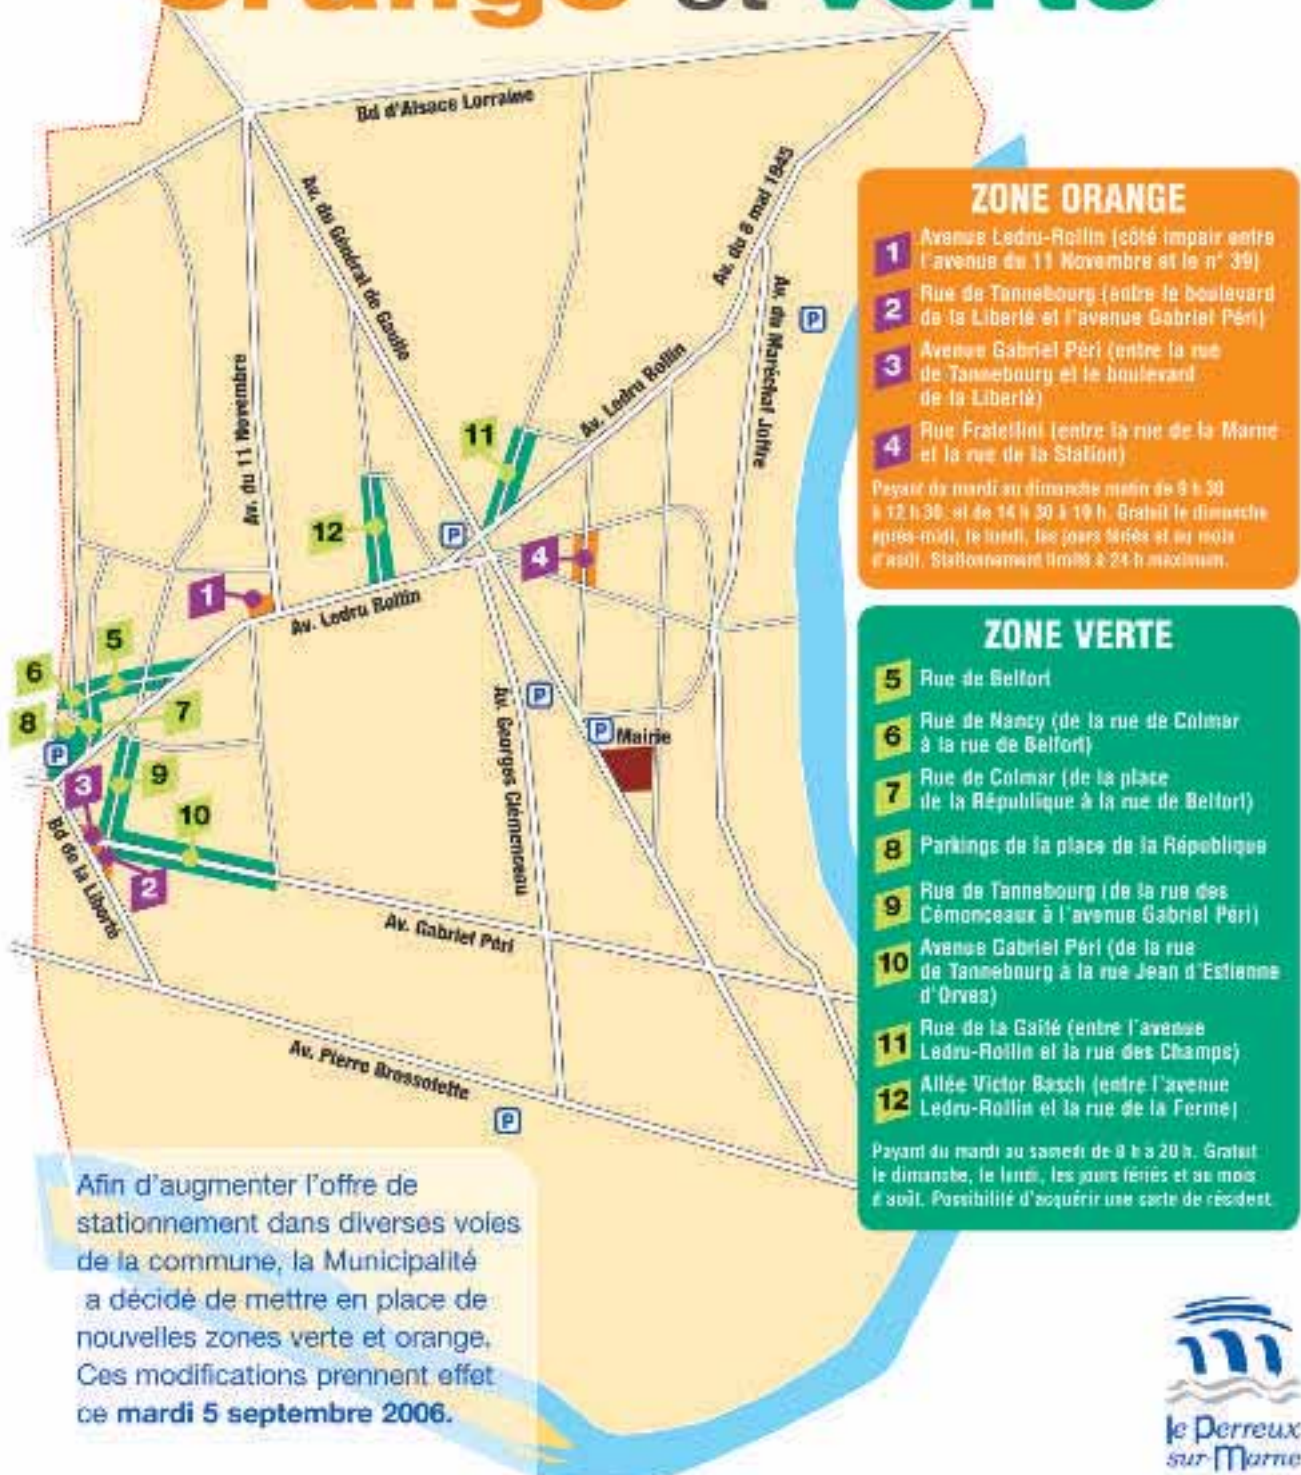 orange et verte
Bd d'Alsace Lorraine
Av. du Général de Gaulle
Av. du 8 mai 1945
Av. du Maréchal Joffre
P
Av. du 11 Novembre
Av. Ledru Rollin
11
12
P
4
1
Av. Ledru Rollin
5
6
7
8
P
P
Av. Georges Clémenceau
P Mairie
3
9
10
2
Bd de la Liberté
Av. Gabriel Péri
Av. Pierre Brossolette
P
ZONE ORANGE
1 Avenue Ledru-Rollin (côté impair entre
l'avenue du 11 Novembre et le n° 39)
2 Rue de Tannebourg (entre le boulevard
de la Liberté et l'avenue Gabriel Péri)
3 Avenue Gabriel Péri (entre la rue
de Tannebourg et le boulevard
de la Liberté)
4 Rue Fratellini (entre la rue de la Marne
et la rue de la Station)
Payant du mardi au dimanche matin de 9 h 30
à 12 h 30, et de 14 h 30 à 19 h. Gratuit le dimanche
après-midi, le lundi, les jours fériés et au mois
d'août. Stationnement limité à 24 h maximum.
ZONE VERTE
5 Rue de Belfort
6 Rue de Nancy (de la rue de Colmar
à la rue de Belfort)
7 Rue de Colmar (de la place
de la République à la rue de Belfort)
8 Parkings de la place de la République
9 Rue de Tannebourg (de la rue des
Cémonceaux à l'avenue Gabriel Péri)
10 Avenue Gabriel Péri (de la rue
de Tannebourg à la rue Jean d'Estienne
d'Orves)
11 Rue de la Gaîté (entre l'avenue
Ledru-Rollin et la rue des Champs)
12 Allée Victor Basch (entre l'avenue
Ledru-Rollin et la rue de la Ferme)
Payant du mardi au samedi de 8 h à 20 h. Gratuit
le dimanche, le lundi, les jours fériés et au mois
d'août. Possibilité d'acquérir une carte de résident.
Afin d'augmenter l'offre de
stationnement dans diverses voies
de la commune, la Municipalité
a décidé de mettre en place de
nouvelles zones verte et orange.
Ces modifications prennent effet
ce mardi 5 septembre 2006.
le Perreux
sur-Marne